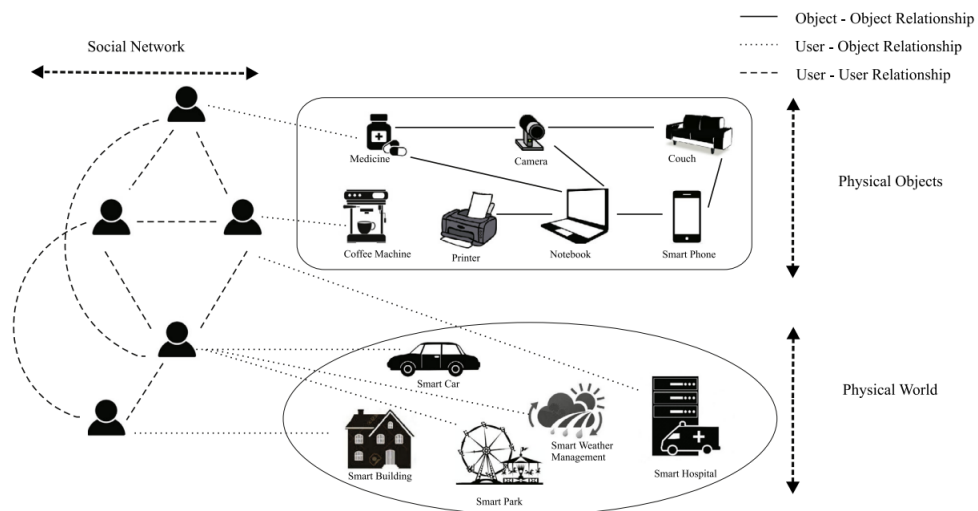 Object - Object Relationship
Social Network
User - Object Relationship
User - User Relationship
Medicine
Camera
Couch
Physical Objects
Coffee Machine
Printer
Notebook
Smart Phone
Smart Car
Physical World
Smart Weather
Management
Smart Building
Smart Park
Smart Hospital